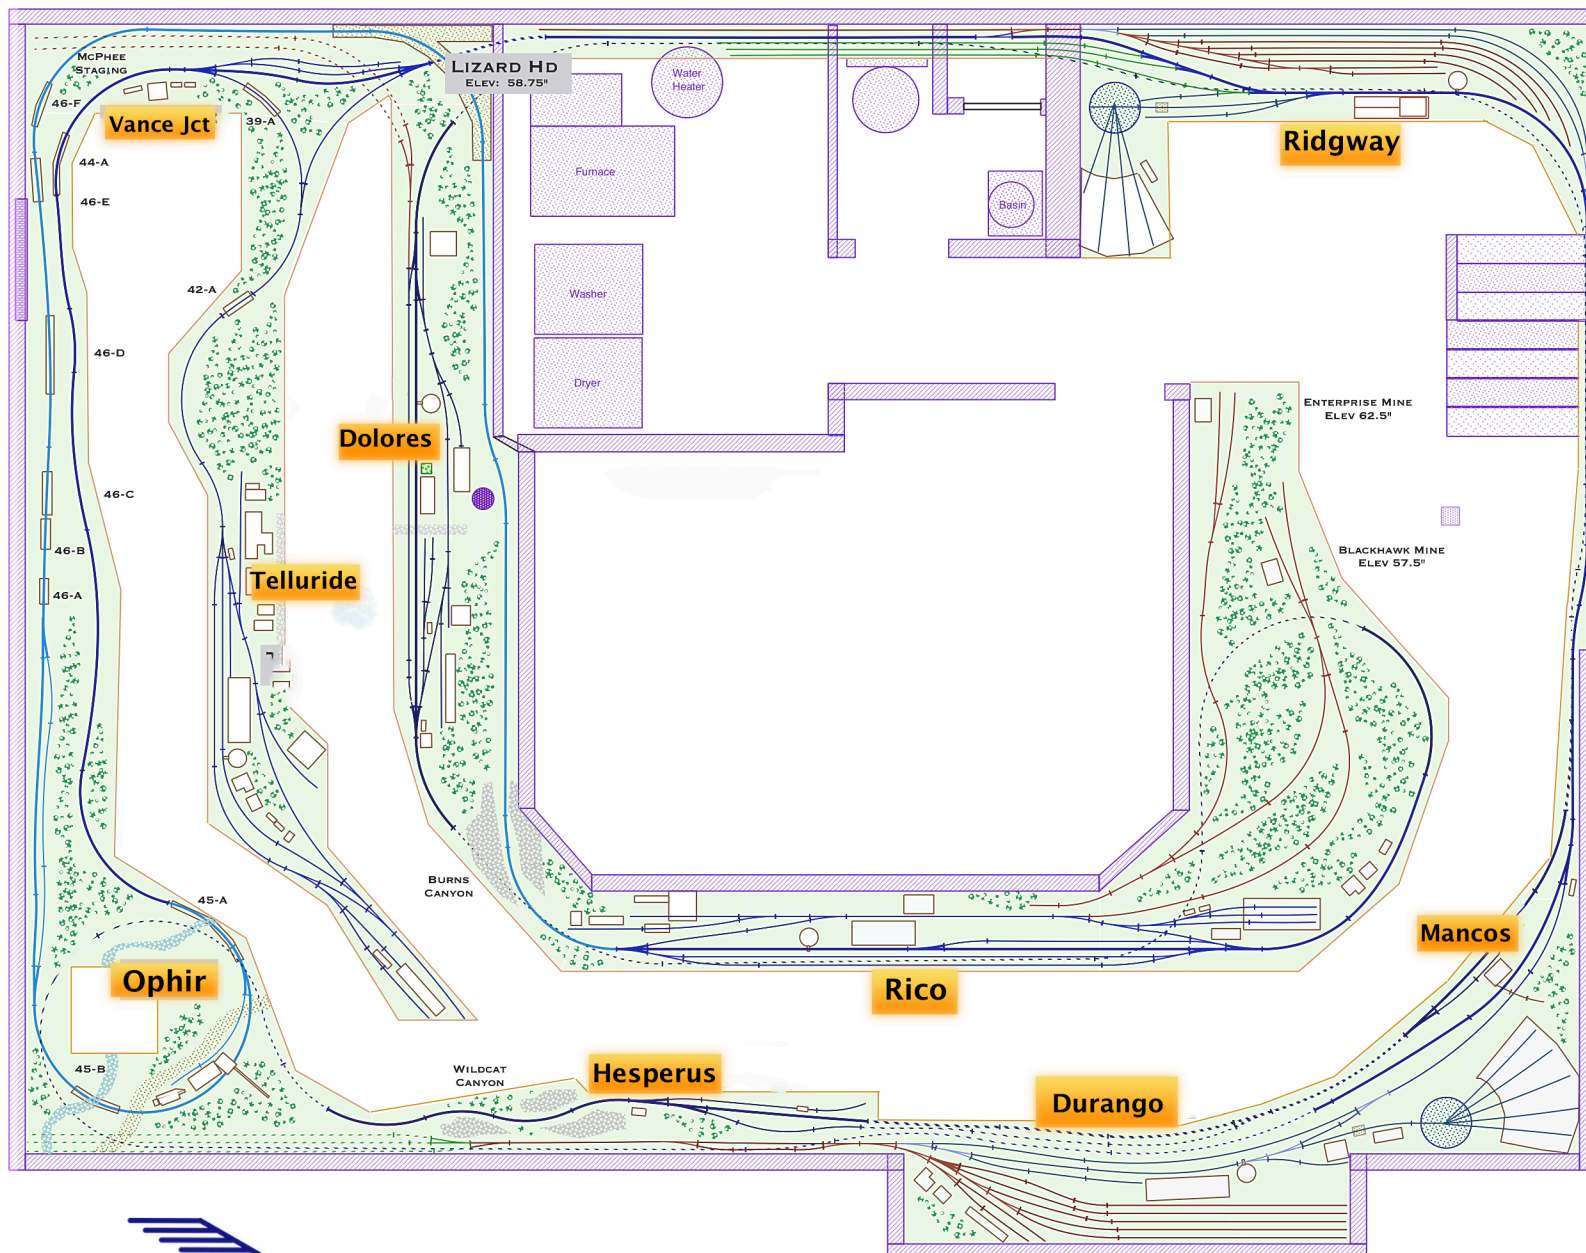 McPhee
Staging
Lizard Hd
Elev: 58.75"
Water
Heater
46-F
Vance Jct
39-A
Ridgway
44-A
Furnace
46-E
Basin
42-A
Washer
46-D
Dryer
Enterprise Mine
Elev 62.5"
Dolores
46-C
46-B
Blackhawk Mine
Elev 57.5"
Telluride
46-A
Burns
Canyon
45-A
Mancos
Ophir
Rico
45-B
Wildcat
Canyon
Hesperus
Durango